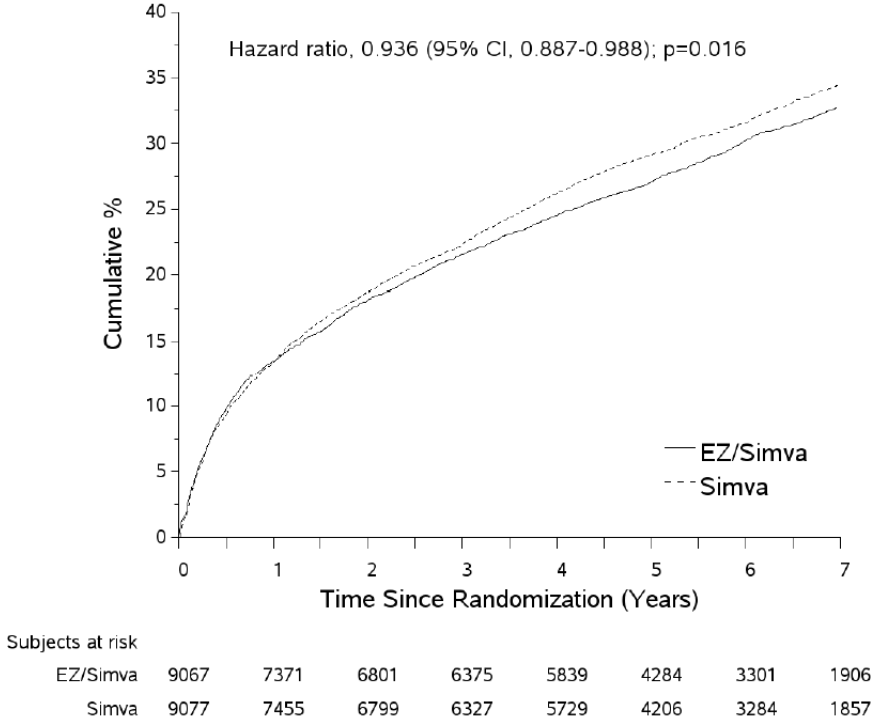 40
Hazard ratio, 0.936 (95% CI, 0.887-0.988); p=0.016
35
30
25
Cumulative %
20
15
10
EZ/Simva
5
Simva
0
0 1 2 3 4 5 6 7
Time Since Randomization (Years)
Subjects at risk
EZ/Simva 9067 7371 6801 6375 5839 4284 3301 1906
Simva 9077 7455 6799 6327 5729 4206 3284 1857